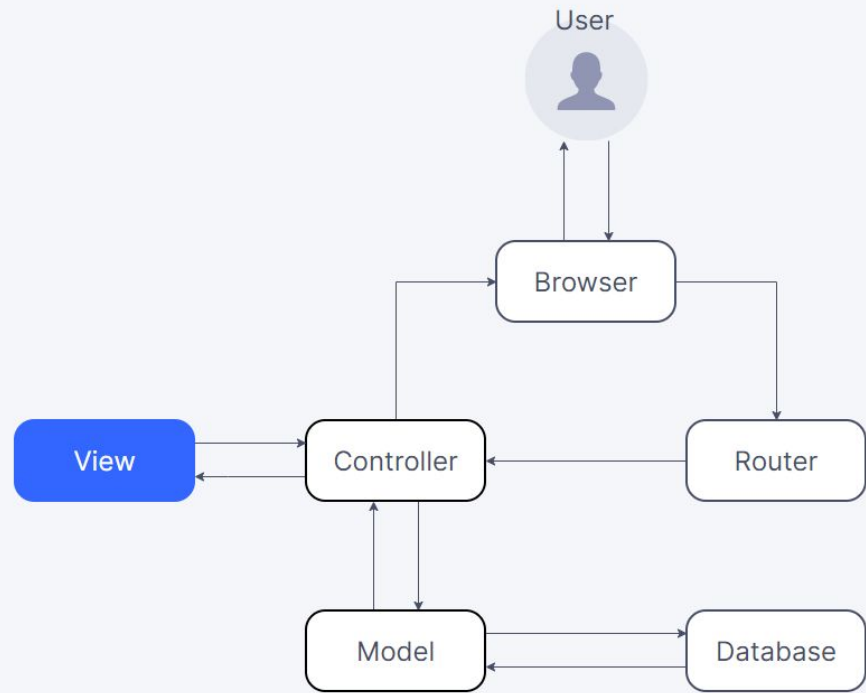 User
Browser
View
Controller
Router
Model
Database